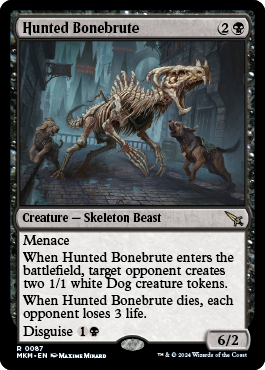 Hunted Bonebrute 2
Creature — Skeleton Beast
Menace
When Hunted Bonebrute enters the
battlefield, target opponent creates
two 1/1 white Dog creature tokens.
When Hunted Bonebrute dies, each
opponent loses 3 life.
Disguise 1
6/2
R 0087
MKM • EN Maxime Minard
™ & © 2024 Wizards of the Coast